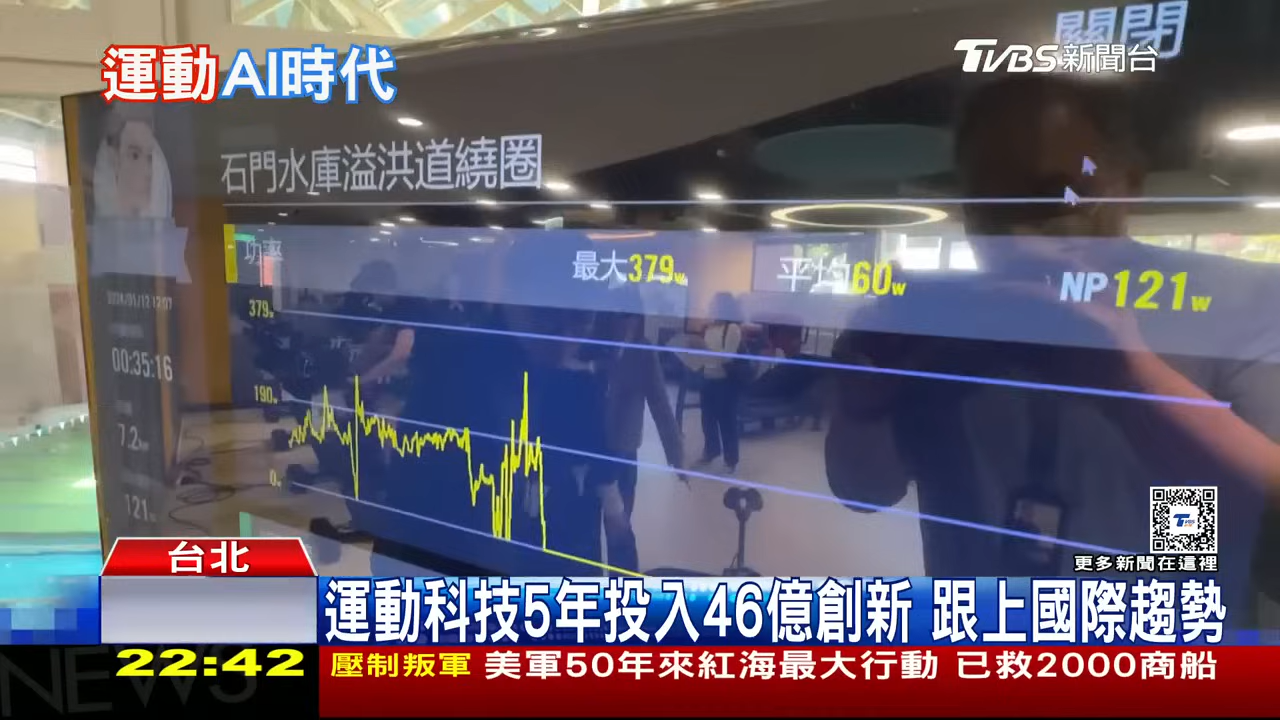 運動AI時代
關閉
TVBS新聞台
石門水庫溢洪道繞圈
功率
最大379w
平均60w
NP121w
379w
190w
0w
00:35:16
7.2
121
更多新聞在這裡
台北
運動科技5年投入46億創新 跟上國際趨勢
NEWS
22:42
壓制叛軍 美軍50年來紅海最大行動 已救2000商船